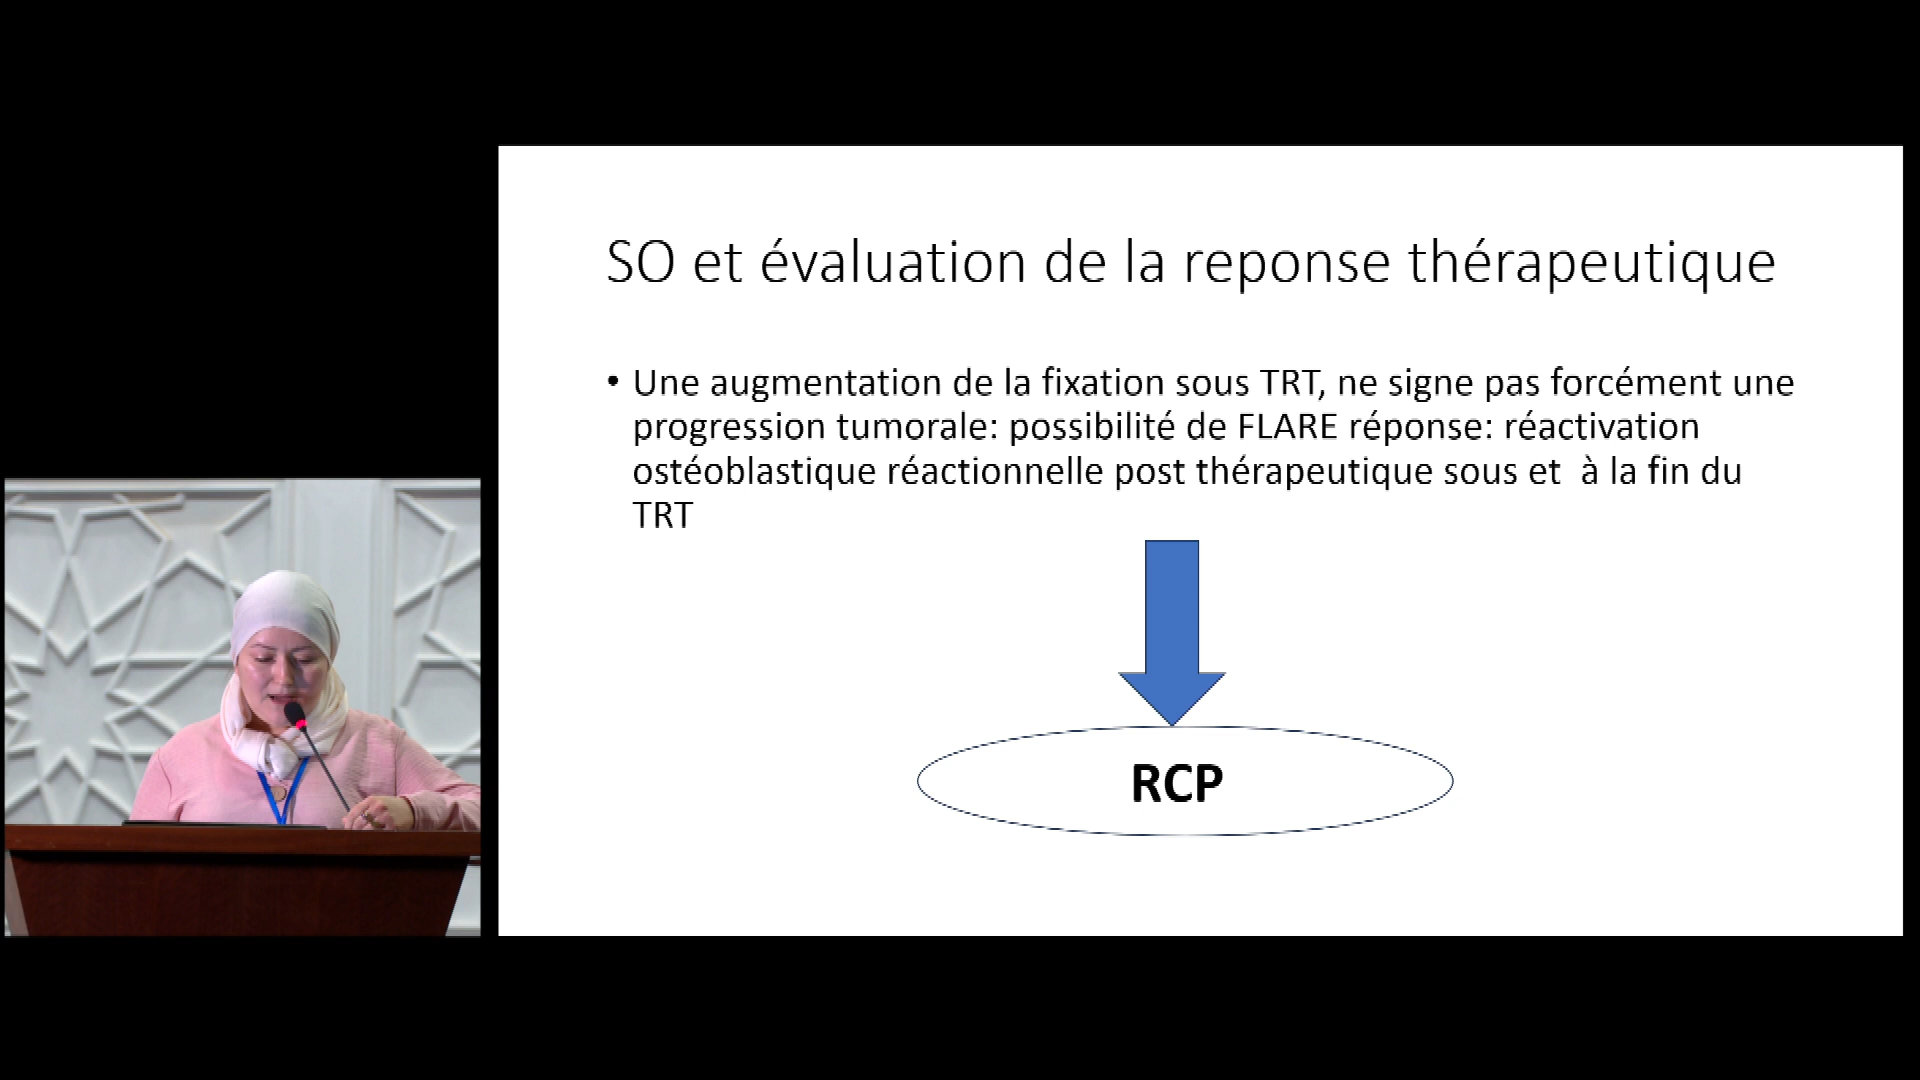 SO et évaluation de la reponse thérapeutique
• Une augmentation de la fixation sous TRT, ne signe pas forcément une
progression tumorale: possibilité de FLARE réponse: réactivation
ostéoblastique réactionnelle post thérapeutique sous et  à la fin du
TRT
RCP